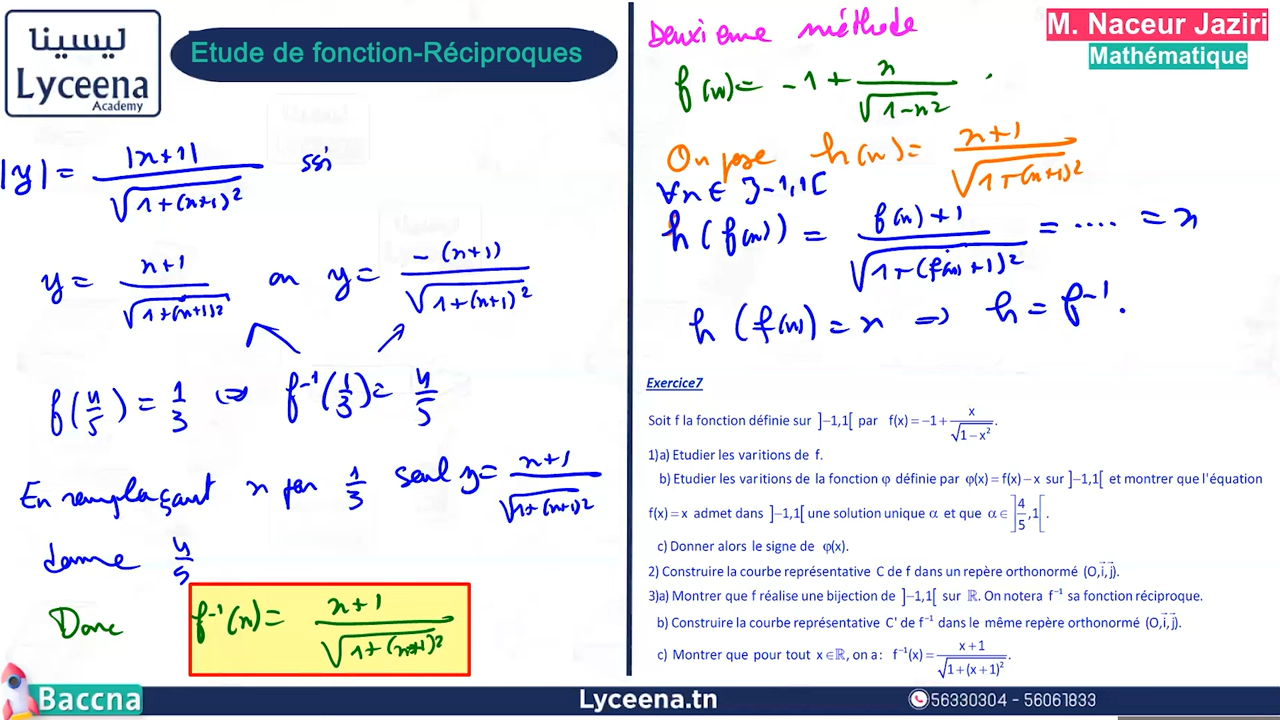 ليسينا
Lyceena
Academy
Etude de fonction-Réciproques
|y| = |x+1| / √(1+(x+1)²) ssi
y = x+1 / √(1+(x+1)²) ou y = -(x+1) / √(1+(x+1)²)
f(4/5) = 1/3 ⇔ f⁻¹(1/3) = 4/5
En remplaçant x par 1/3 seul y = x+1 / √(1+(x+1)²)
donne 4/5
Donc f⁻¹(x) = x+1 / √(1+(x+1)²)
Deuxieme méthode
M. Naceur Jaziri
Mathématique
f(x) = -1 + x / √(1-x²)
On pose h(x) = x+1 / √(1+(x+1)²)
∀x ∈ ]-1,1[
h(f(x)) = f(x)+1 / √(1+(f(x)+1)²) = .... = x
h(f(x)) = x ⇒ h = f⁻¹.
Exercice7
Soit f la fonction définie sur ]−1,1[ par f(x) = −1 + x / √(1−x²).
1)a) Etudier les varitions de f.
b) Etudier les varitions de la fonction φ définie par φ(x) = f(x) − x sur ]−1,1[ et montrer que l'équation
f(x) = x admet dans ]−1,1[ une solution unique α et que α ∈ ]4/5, 1[.
c) Donner alors le signe de φ(x).
2) Construire la courbe représentative C de f dans un repère orthonormé (O,i⃗,j⃗).
3)a) Montrer que f réalise une bijection de ]−1,1[ sur ℝ. On notera f⁻¹ sa fonction réciproque.
b) Construire la courbe représentative C' de f⁻¹ dans le même repère orthonormé (O,i⃗,j⃗).
c) Montrer que pour tout x ∈ ℝ, on a : f⁻¹(x) = x+1 / √(1+(x+1)²).
Baccna
Lyceena.tn
56330304 - 56061833